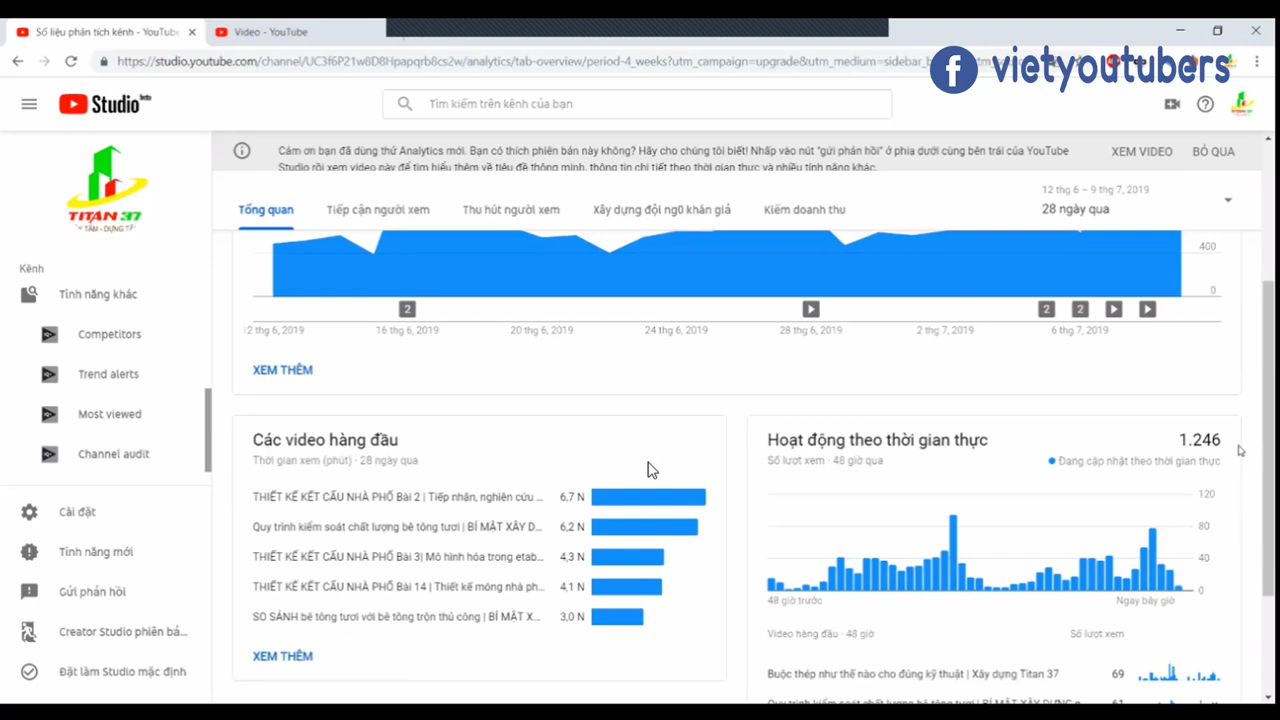 Số liệu phân tích kênh - YouTube
Video - YouTube
https://studio.youtube.com/channel/UC3f6P21w8D8Hpapqrb8cs2w/analytics/tab-overview/period-4_weeks?utm_campaign=upgrade&utm_medium=sidebar_b
vietyoutubers
Studio beta
Tìm kiếm trên kênh của bạn
Cảm ơn bạn đã dùng thử Analytics mới. Bạn có thích phiên bản này không? Hãy cho chúng tôi biết! Nhấp vào nút "gửi phản hồi" ở phía dưới cùng bên trái của YouTube
Studio rồi xem video này để tìm hiểu thêm về tiêu đề thông minh, thông tin chi tiết theo thời gian thực và nhiều tính năng khác.
XEM VIDEO
BỎ QUA
TITAN 37
Tổng quan
Tiếp cận người xem
Thu hút người xem
Xây dựng đội ngũ khán giả
Kiếm doanh thu
12 thg 6 – 9 thg 7, 2019
28 ngày qua
400
0
2
2
2
2 thg 6, 2019
16 thg 6, 2019
20 thg 6, 2019
24 thg 6, 2019
28 thg 6, 2019
2 thg 7, 2019
6 thg 7, 2019
XEM THÊM
Kênh
Tính năng khác
Competitors
Trend alerts
Most viewed
Channel audit
Cài đặt
Tính năng mới
Gửi phản hồi
Creator Studio phiên bả...
Đặt làm Studio mặc định
Các video hàng đầu
Thời gian xem (phút) · 28 ngày qua
THIẾT KẾ KẾT CẤU NHÀ PHỐ Bài 2 | Tiếp nhận, nghiên cứu ... 6,7 N
Quy trình kiểm soát chất lượng bê tông tươi | BÍ MẬT XÂY D... 6,2 N
THIẾT KẾ KẾT CẤU NHÀ PHỐ Bài 3| Mô hình hóa trong etab... 4,3 N
THIẾT KẾ KẾT CẤU NHÀ PHỐ Bài 14 | Thiết kế móng nhà ph... 4,1 N
SO SÁNH bê tông tươi với bê tông trộn thủ công | BÍ MẬT X... 3,0 N
XEM THÊM
Hoạt động theo thời gian thực 1.246
Số lượt xem · 48 giờ qua
Đang cập nhật theo thời gian thực
120
80
40
0
48 giờ trước
Ngay bây giờ
Video hàng đầu · 48 giờ
Số lượt xem
Buộc thép như thế nào cho đúng kỹ thuật | Xây dựng Titan 37 69